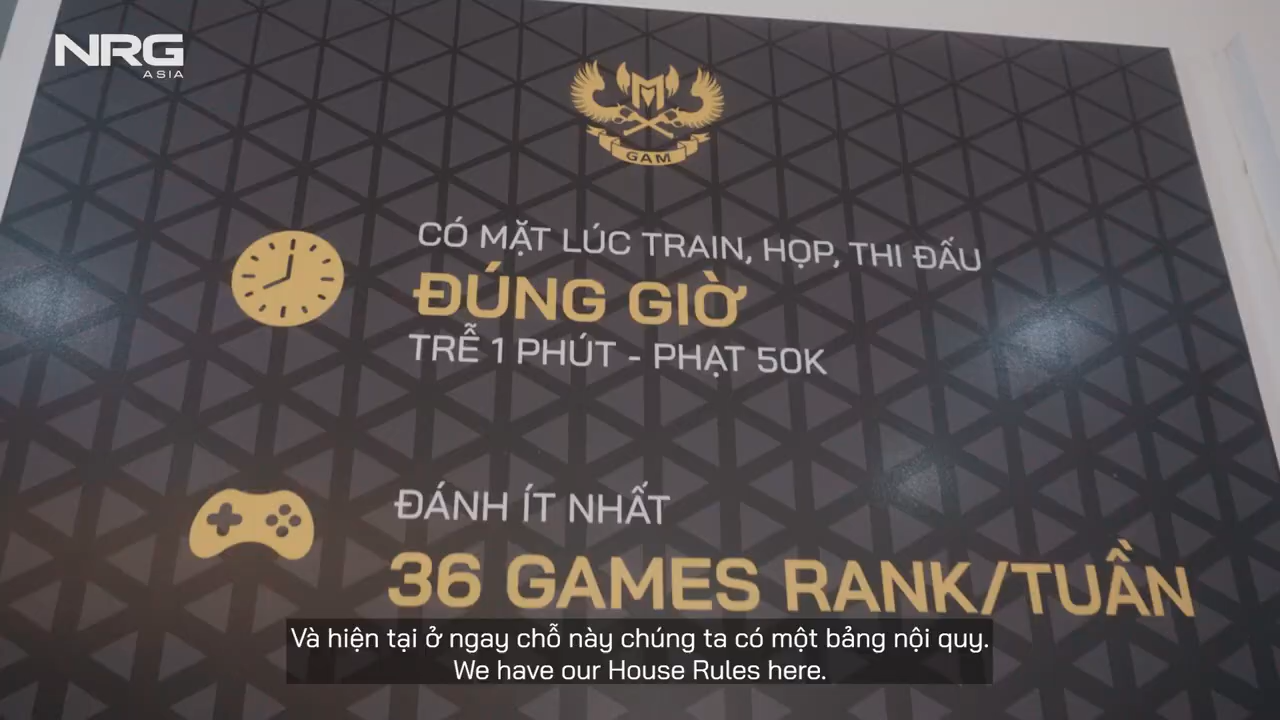 NRG
ASIA
M
GAM
CÓ MẶT LÚC TRAIN, HỌP, THI ĐẤU
ĐÚNG GIỜ
TRỄ 1 PHÚT - PHẠT 50K
ĐÁNH ÍT NHẤT
36 GAMES RANK/TUẦN
Và hiện tại ở ngay chỗ này chúng ta có một bảng nội quy.
We have our House Rules here.